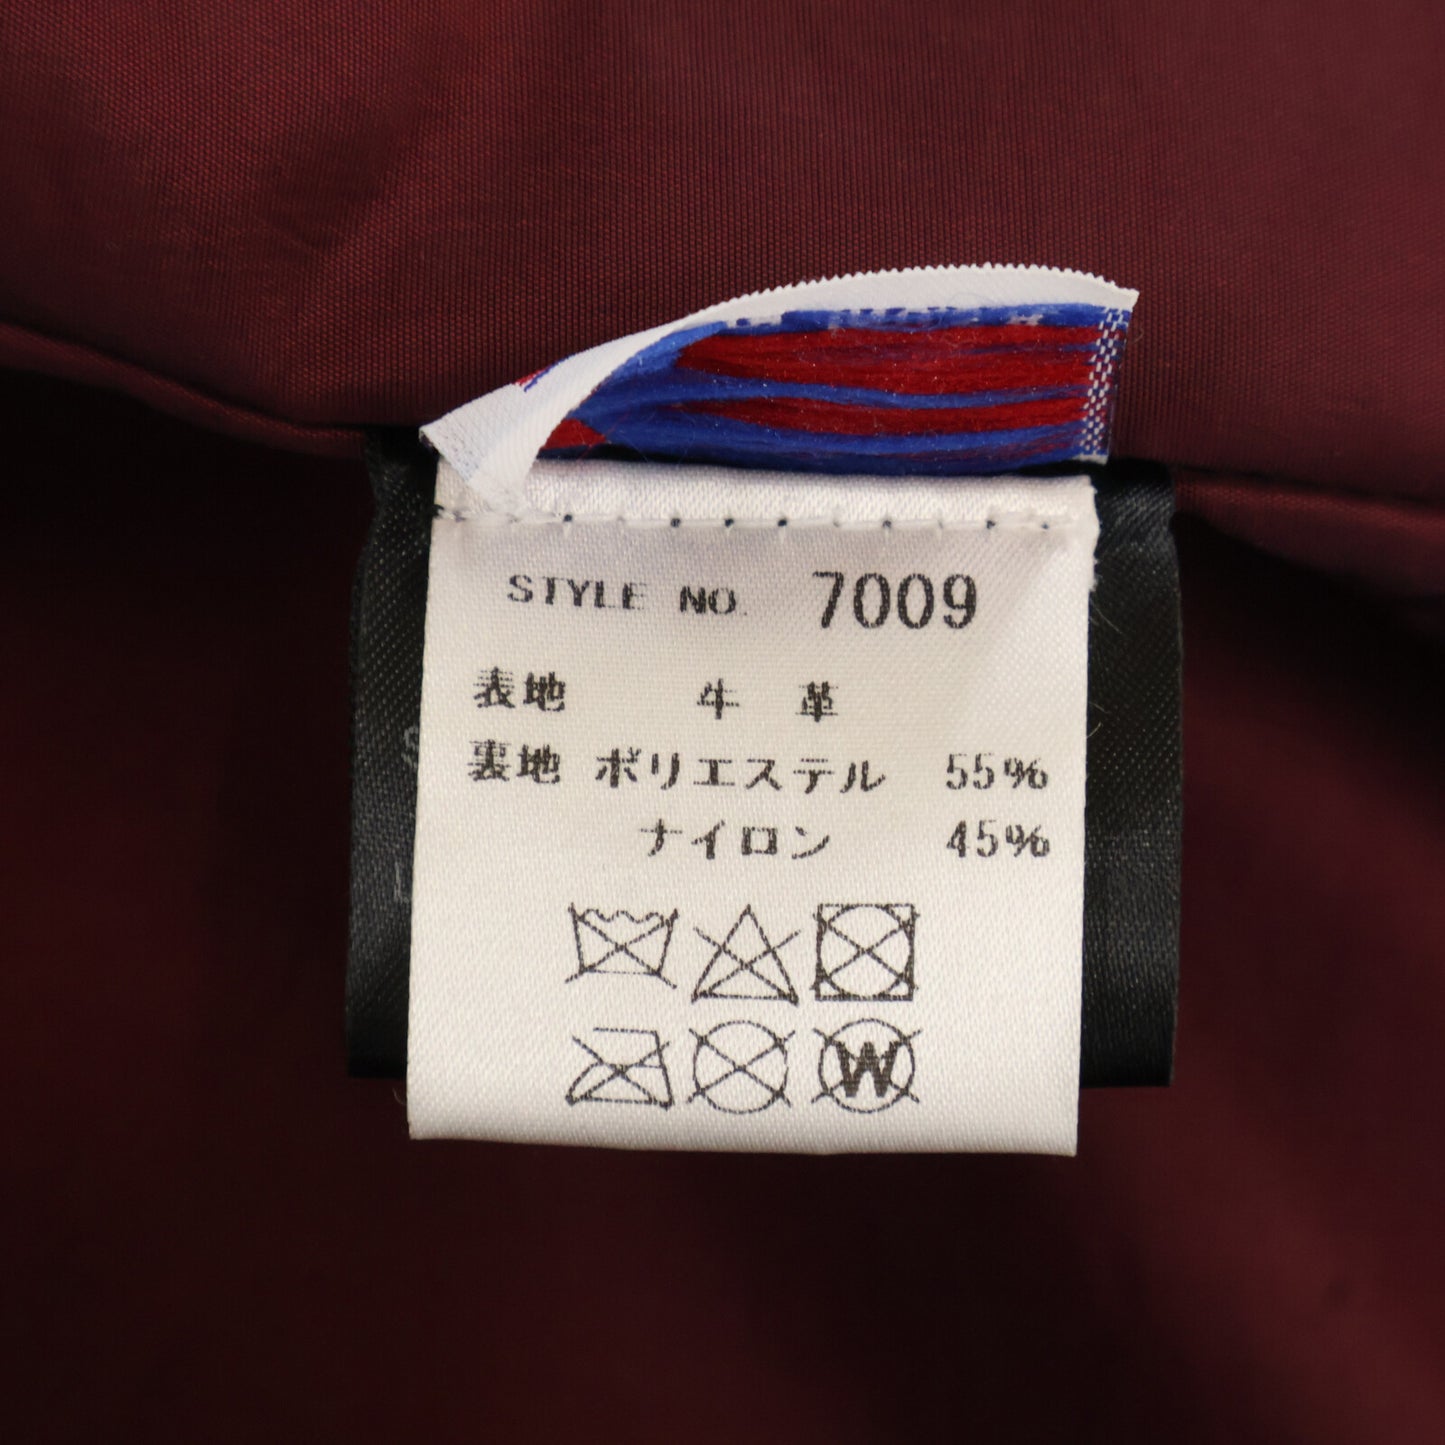 STYLE NO. 7009
表地 牛革
裏地 ポリエステル 55%
ナイロン 45%
W